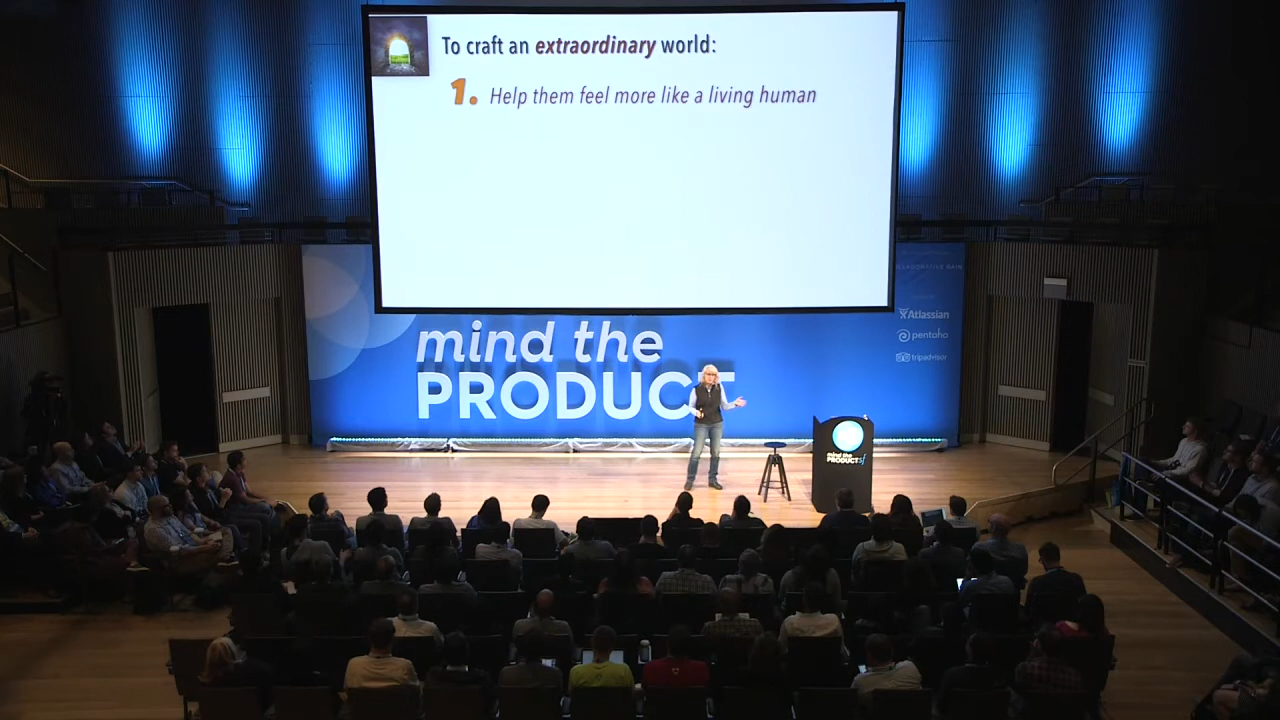 To craft an extraordinary world:
1. Help them feel more like a living human
mind the
PRODUCT
Atlassian
pentaho
tripadvisor
mind the
PRODUCTsf